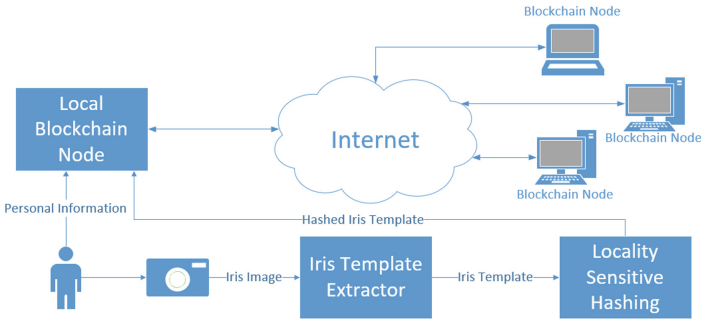 Blockchain Node
Local
Blockchain
Node
Internet
Blockchain Node
Blockchain Node
Personal Information
Hashed Iris Template
Iris Image
Iris Template
Extractor
Iris Template
Locality
Sensitive
Hashing